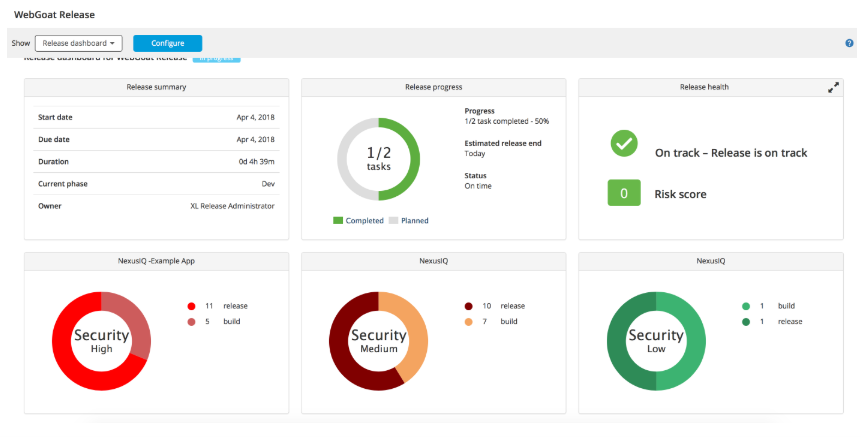 WebGoat Release
Show Release dashboard Configure
Release dashboard for WebGoat Release In progress
Release summary
Start date Apr 4, 2018
Due date Apr 4, 2018
Duration 0d 4h 39m
Current phase Dev
Owner XL Release Administrator
Release progress
1/2
tasks
Completed Planned
Progress
1/2 task completed - 50%
Estimated release end
Today
Status
On time
Release health
On track – Release is on track
0 Risk score
NexusIQ -Example App
Security
High
11 release
5 build
NexusIQ
Security
Medium
10 release
7 build
NexusIQ
Security
Low
1 build
1 release